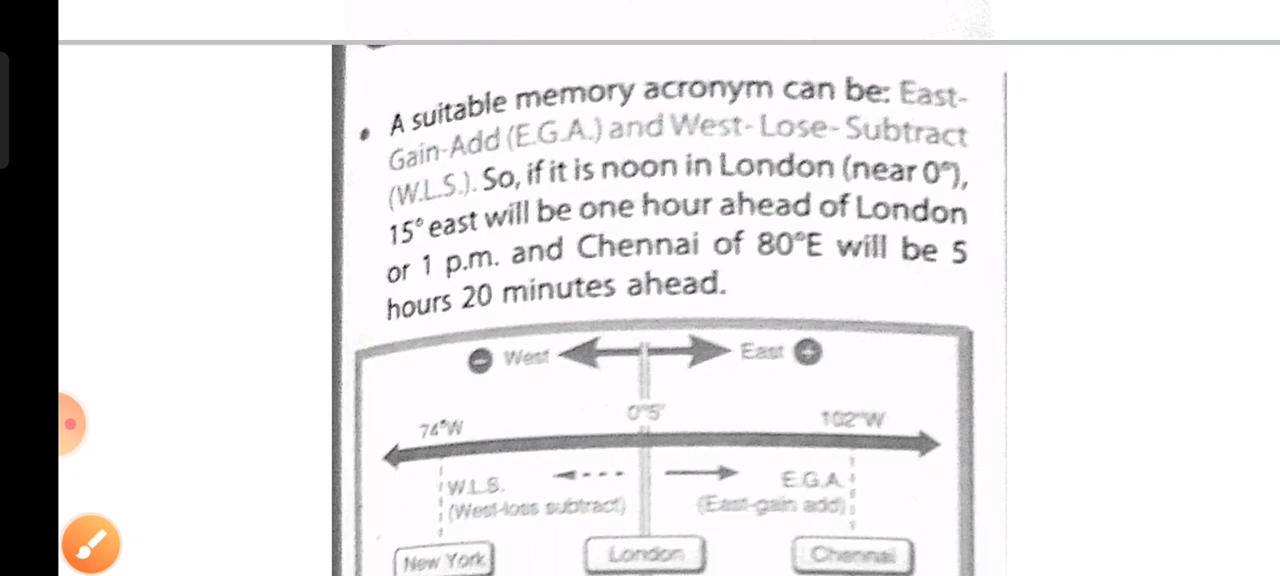 • A suitable memory acronym can be: East-
Gain-Add (E.G.A.) and West- Lose- Subtract
(W.L.S.). So, if it is noon in London (near 0°),
15° east will be one hour ahead of London
or 1 p.m. and Chennai of 80°E will be 5
hours 20 minutes ahead.
West East
74°W 0°5' 102°W
W.L.S. E.G.A
(West-loss subtract) (East-gain add)
New York London Chennai